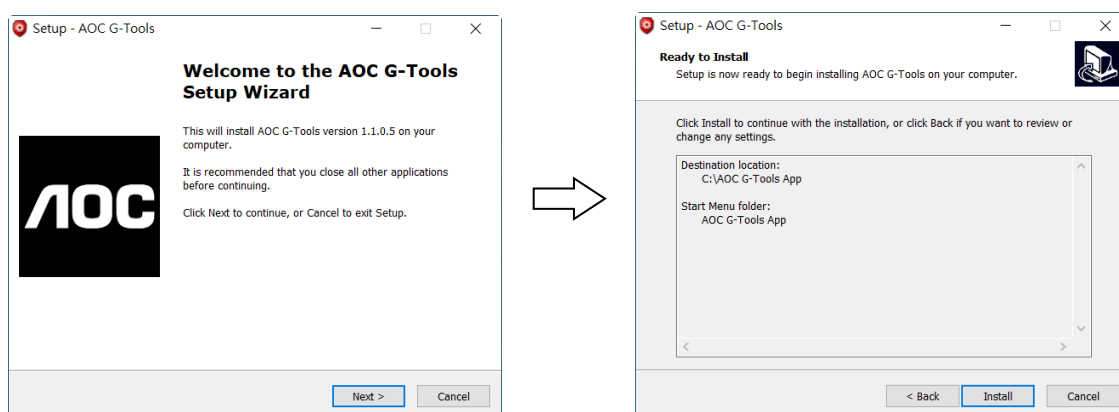 Setup - AOC G-Tools
Welcome to the AOC G-Tools
Setup Wizard
This will install AOC G-Tools version 1.1.0.5 on your
computer.
It is recommended that you close all other applications
before continuing.
Click Next to continue, or Cancel to exit Setup.
AOC
Next >
Cancel
Setup - AOC G-Tools
Ready to Install
Setup is now ready to begin installing AOC G-Tools on your computer.
Click Install to continue with the installation, or click Back if you want to review or
change any settings.
Destination location:
C:\AOC G-Tools App
Start Menu folder:
AOC G-Tools App
< Back
Install
Cancel